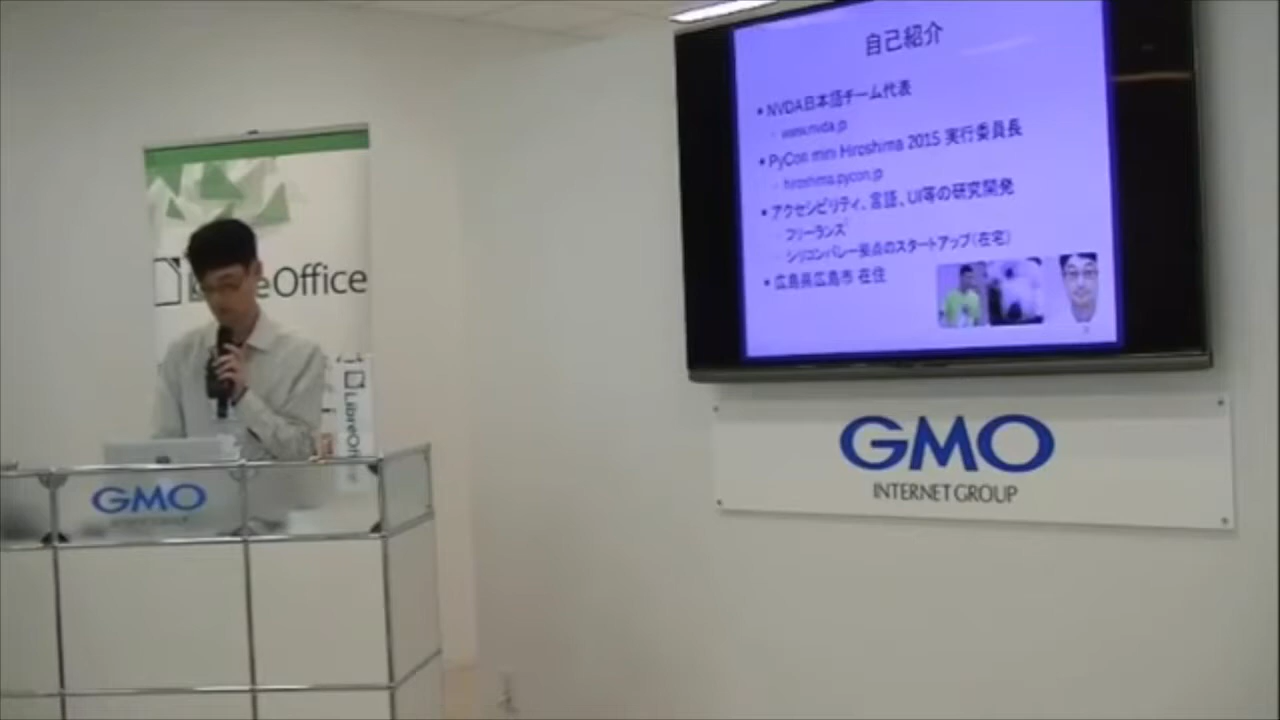 自己紹介
• NVDA日本語チーム代表
www.nvda.jp
• PyCon mini Hiroshima 2015 実行委員長
hiroshima.pycon.jp
• アクセシビリティ、言語、UI等の研究開発
フリーランス
シリコンバレー拠点のスタートアップ(在宅)
• 広島県広島市 在住
LibreOffice
LibreO
GMO
INTERNET GROUP
GMO